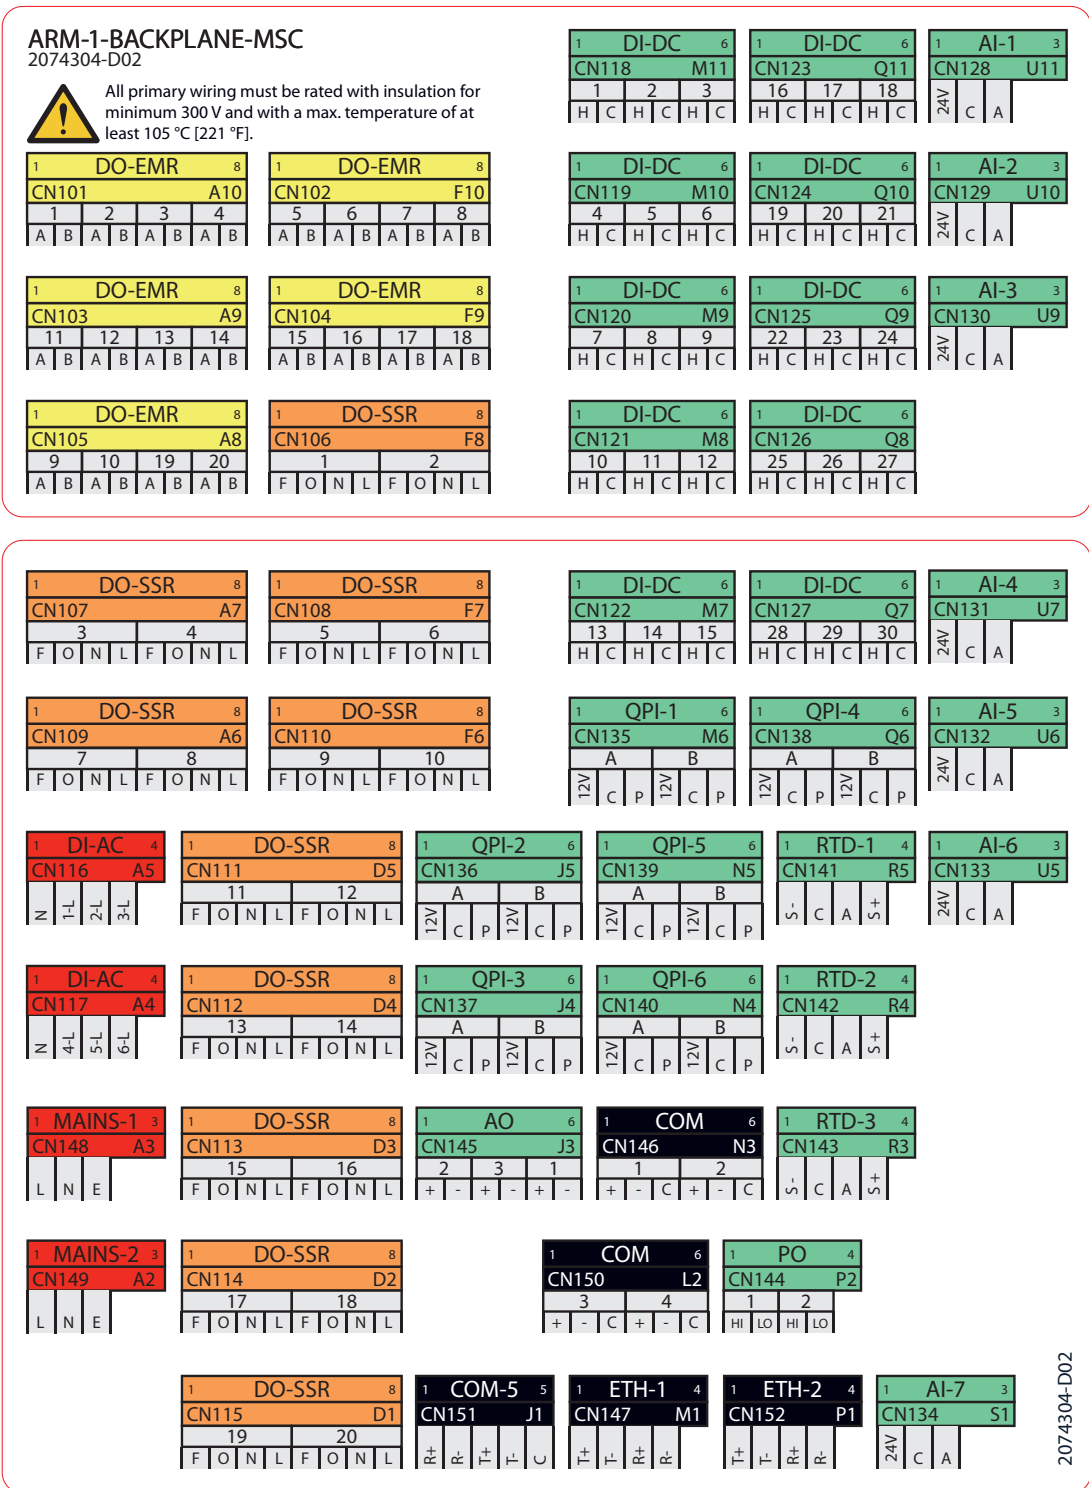 ARM-1-BACKPLANE-MSC
2074304-D02
All primary wiring must be rated with insulation for
minimum 300 V and with a max. temperature of at
least 105 °C [221 °F].
1 DI-DC 6 1 DI-DC 6 1 AI-1 3
CN118 M11 CN123 Q11 CN128 U11
1 2 3 16 17 18
H C H C H C H C H C H C 24V C A
1 DO-EMR 8 1 DO-EMR 8 1 DI-DC 6 1 DI-DC 6 1 AI-2 3
CN101 A10 CN102 F10 CN119 M10 CN124 Q10 CN129 U10
1 2 3 4 5 6 7 8 4 5 6 19 20 21
A B A B A B A B A B A B A B A B H C H C H C H C H C H C 24V C A
1 DO-EMR 8 1 DO-EMR 8 1 DI-DC 6 1 DI-DC 6 1 AI-3 3
CN103 A9 CN104 F9 CN120 M9 CN125 Q9 CN130 U9
11 12 13 14 15 16 17 18 7 8 9 22 23 24
A B A B A B A B A B A B A B A B H C H C H C H C H C H C 24V C A
1 DO-EMR 8 1 DO-SSR 8 1 DI-DC 6 1 DI-DC 6
CN105 A8 CN106 F8 CN121 M8 CN126 Q8
9 10 19 20 1 2 10 11 12 25 26 27
A B A B A B A B F O N L F O N L H C H C H C H C H C H C
1 DO-SSR 8 1 DO-SSR 8 1 DI-DC 6 1 DI-DC 6 1 AI-4 3
CN107 A7 CN108 F7 CN122 M7 CN127 Q7 CN131 U7
3 4 5 6 13 14 15 28 29 30
F O N L F O N L F O N L F O N L H C H C H C H C H C H C 24V C A
1 DO-SSR 8 1 DO-SSR 8 1 QPI-1 6 1 QPI-4 6 1 AI-5 3
CN109 A6 CN110 F6 CN135 M6 CN138 Q6 CN132 U6
7 8 9 10 A B A B
F O N L F O N L F O N L F O N L 12V C P 12V C P 12V C P 12V C P 24V C A
1 DI-AC 4 1 DO-SSR 8 1 QPI-2 6 1 QPI-5 6 1 RTD-1 4 1 AI-6 3
CN116 A5 CN111 D5 CN136 J5 CN139 N5 CN141 R5 CN133 U5
11 12 A B A B
N 1-L 2-L 3-L F O N L F O N L 12V C P 12V C P 12V C P 12V C P S - C A S + 24V C A
1 DI-AC 4 1 DO-SSR 8 1 QPI-3 6 1 QPI-6 6 1 RTD-2 4
CN117 A4 CN112 D4 CN137 J4 CN140 N4 CN142 R4
13 14 A B A B
N 4-L 5-L 6-L F O N L F O N L 12V C P 12V C P 12V C P 12V C P S - C A S +
1 MAINS-1 3 1 DO-SSR 8 1 AO 6 1 COM 6 1 RTD-3 4
CN148 A3 CN113 D3 CN145 J3 CN146 N3 CN143 R3
15 16 2 3 1 1 2
L N E F O N L F O N L + - + - + - + - C + - C S - C A S +
1 MAINS-2 3 1 DO-SSR 8 1 COM 6 1 PO 4
CN149 A2 CN114 D2 CN150 L2 CN144 P2
17 18 3 4 1 2
L N E F O N L F O N L + - C + - C HI LO HI LO
1 DO-SSR 8 1 COM-5 5 1 ETH-1 4 1 ETH-2 4 1 AI-7 3
CN115 D1 CN151 J1 CN147 M1 CN152 P1 CN134 S1
19 20
F O N L F O N L R+ R- T+ T- C T+ T- R+ R- T+ T- R+ R- 24V C A
2074304-D02